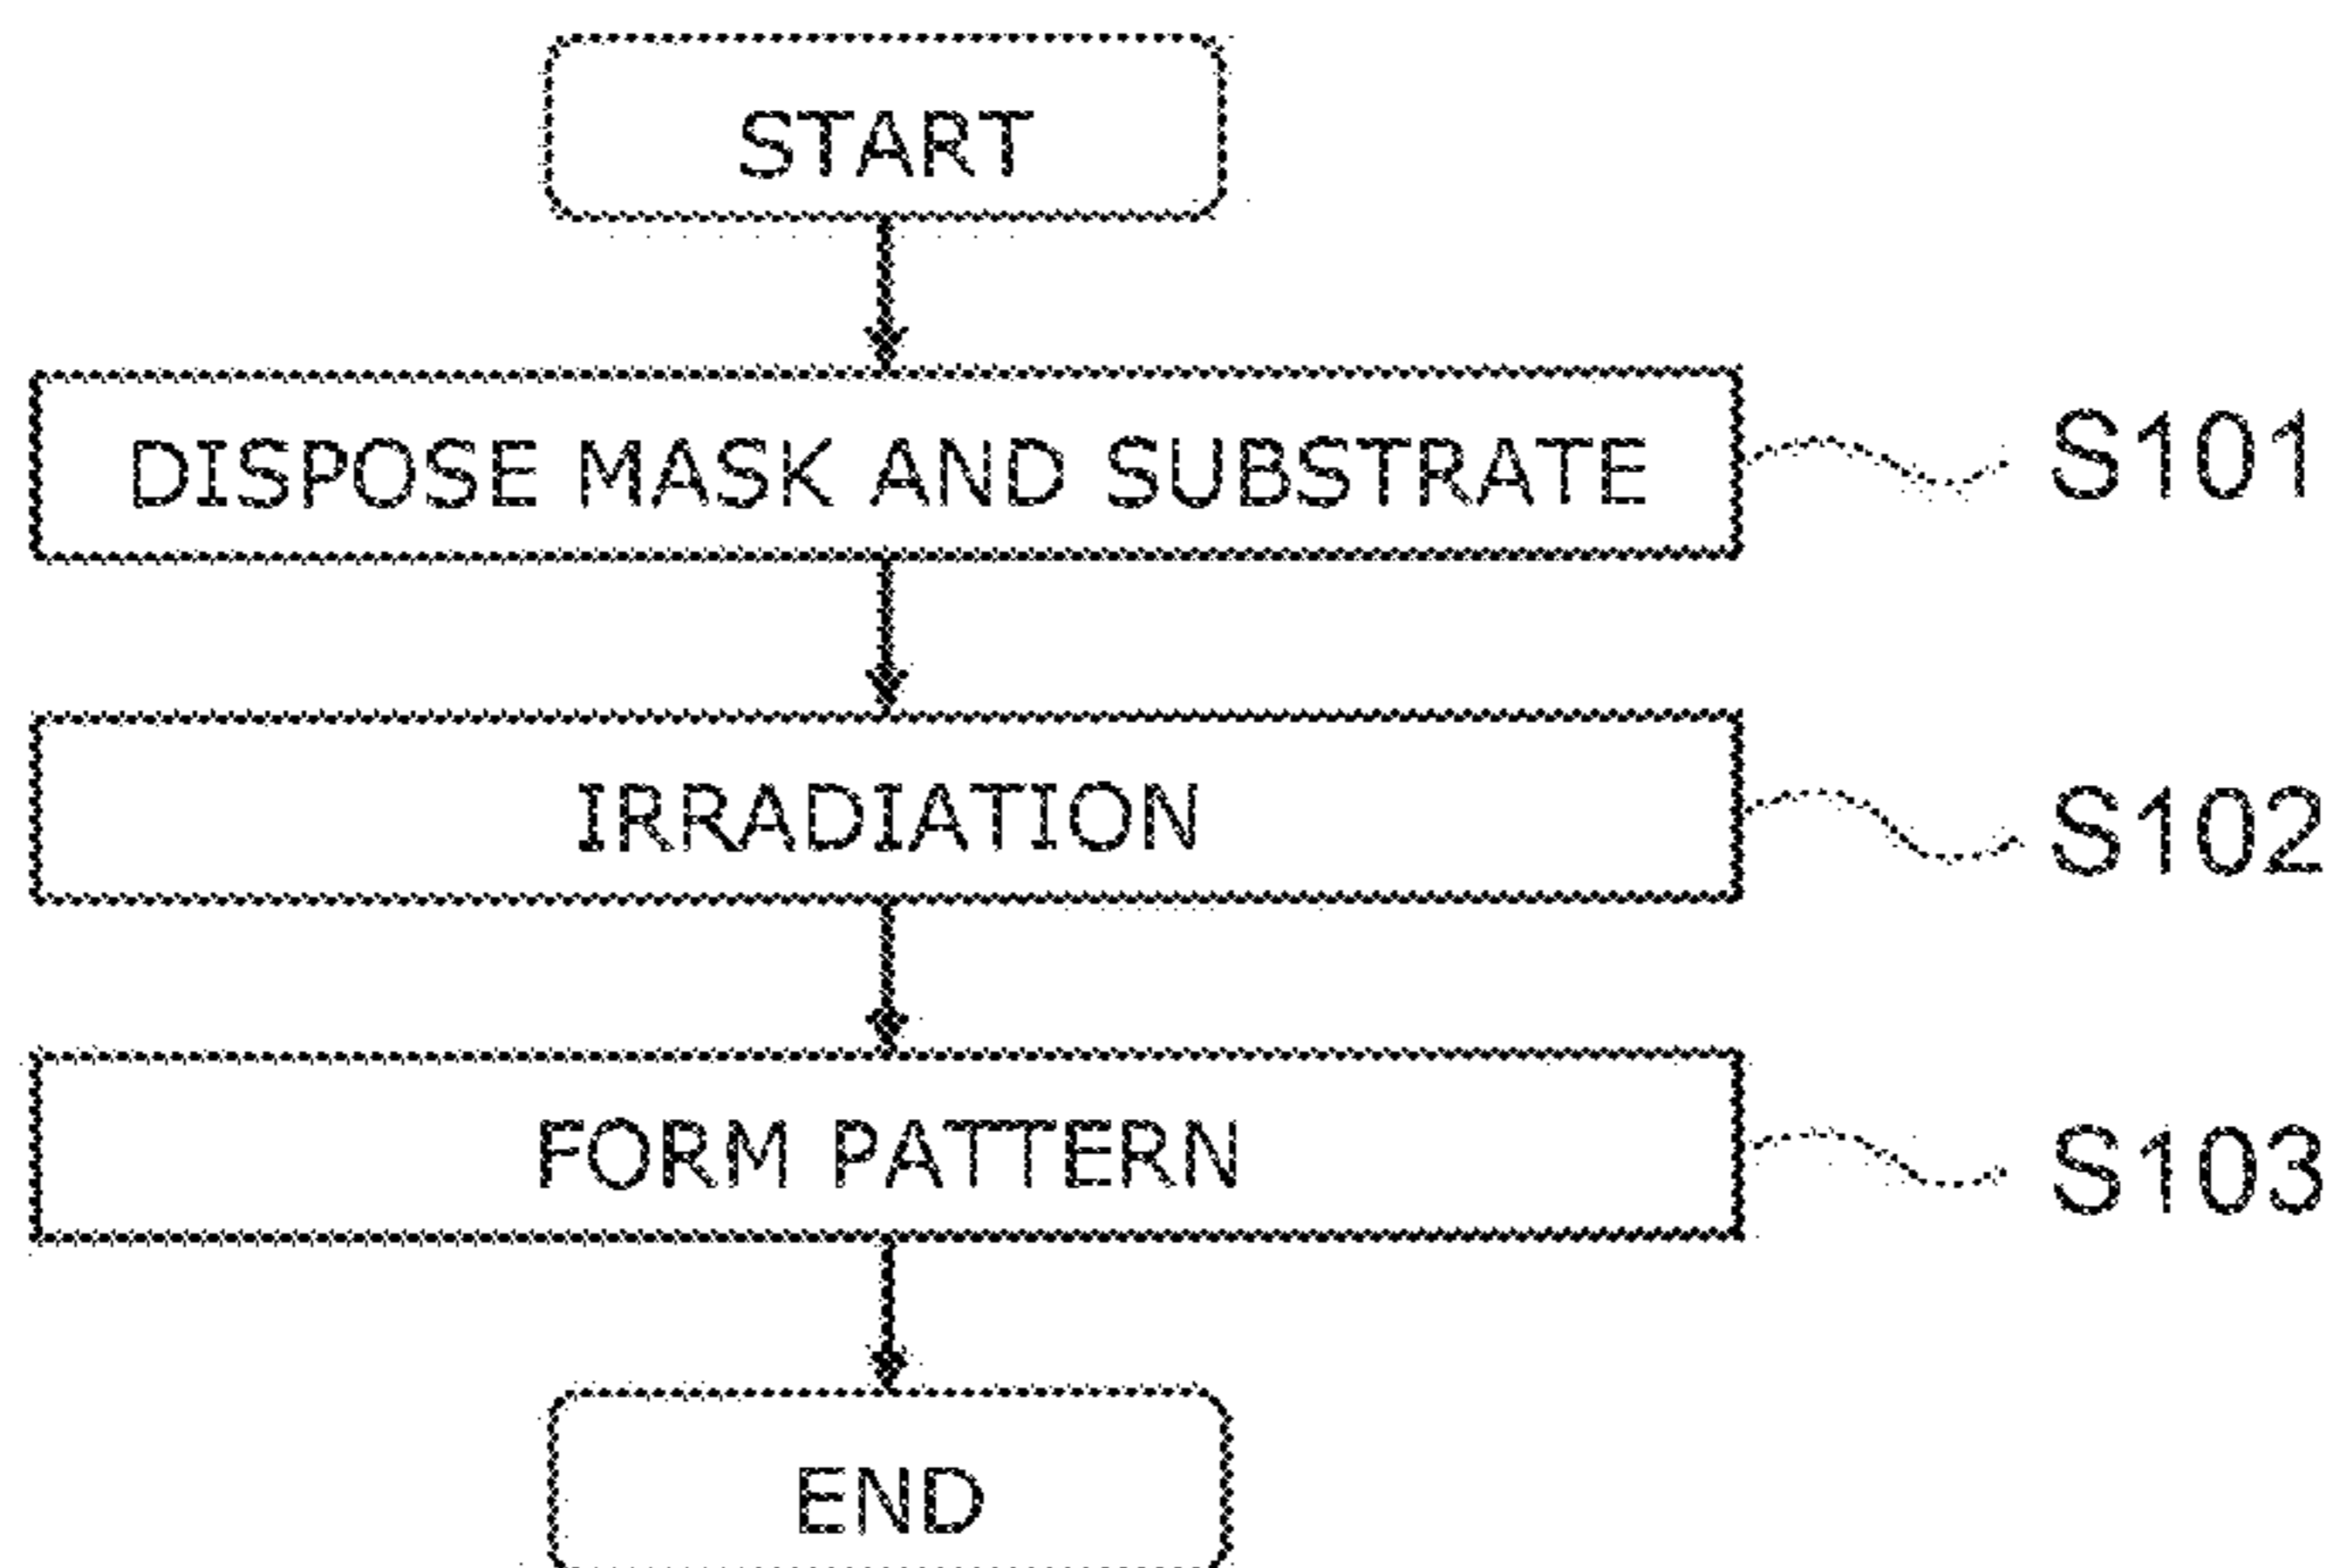 START
DISPOSE MASK AND SUBSTRATE S101
IRRADIATION S102
FORM PATTERN S103
END